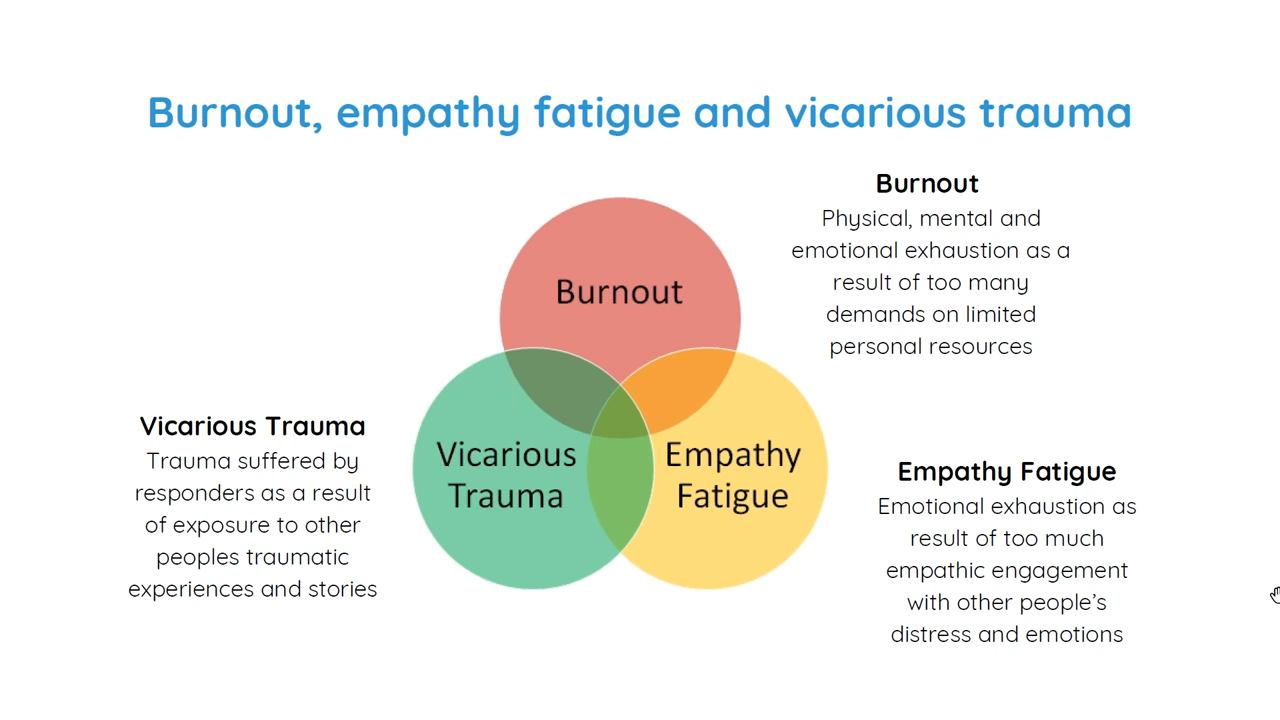 Burnout, empathy fatigue and vicarious trauma
Burnout
Physical, mental and
emotional exhaustion as a
result of too many
demands on limited
personal resources
Burnout
Vicarious Trauma
Trauma suffered by
responders as a result
of exposure to other
peoples traumatic
experiences and stories
Vicarious
Trauma
Empathy
Fatigue
Empathy Fatigue
Emotional exhaustion as
result of too much
empathic engagement
with other people's
distress and emotions